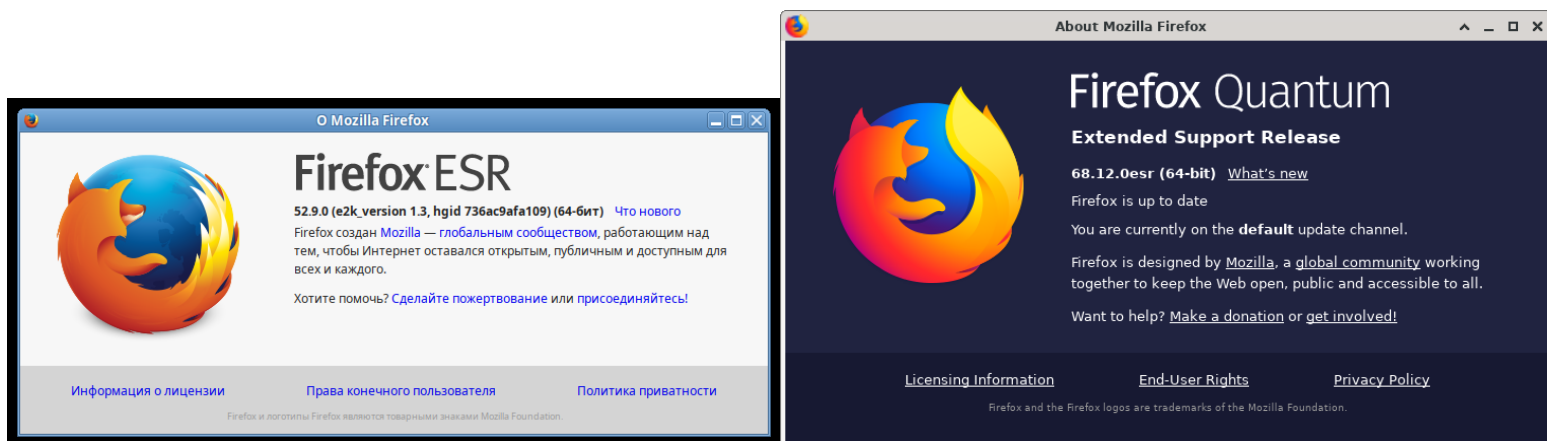 О Mozilla Firefox
Firefox ESR
52.9.0 (e2k_version 1.3, hgid 736ac9afa109) (64-бит) Что нового
Firefox создан Mozilla — глобальным сообществом, работающим над
тем, чтобы Интернет оставался открытым, публичным и доступным для
всех и каждого.
Хотите помочь? Сделайте пожертвование или присоединяйтесь!
Информация о лицензии Права конечного пользователя Политика приватности
Firefox и логотипы Firefox являются товарными знаками Mozilla Foundation.
About Mozilla Firefox
Firefox Quantum
Extended Support Release
68.12.0esr (64-bit) What's new
Firefox is up to date
You are currently on the default update channel.
Firefox is designed by Mozilla, a global community working
together to keep the Web open, public and accessible to all.
Want to help? Make a donation or get involved!
Licensing Information End-User Rights Privacy Policy
Firefox and the Firefox logos are trademarks of the Mozilla Foundation.